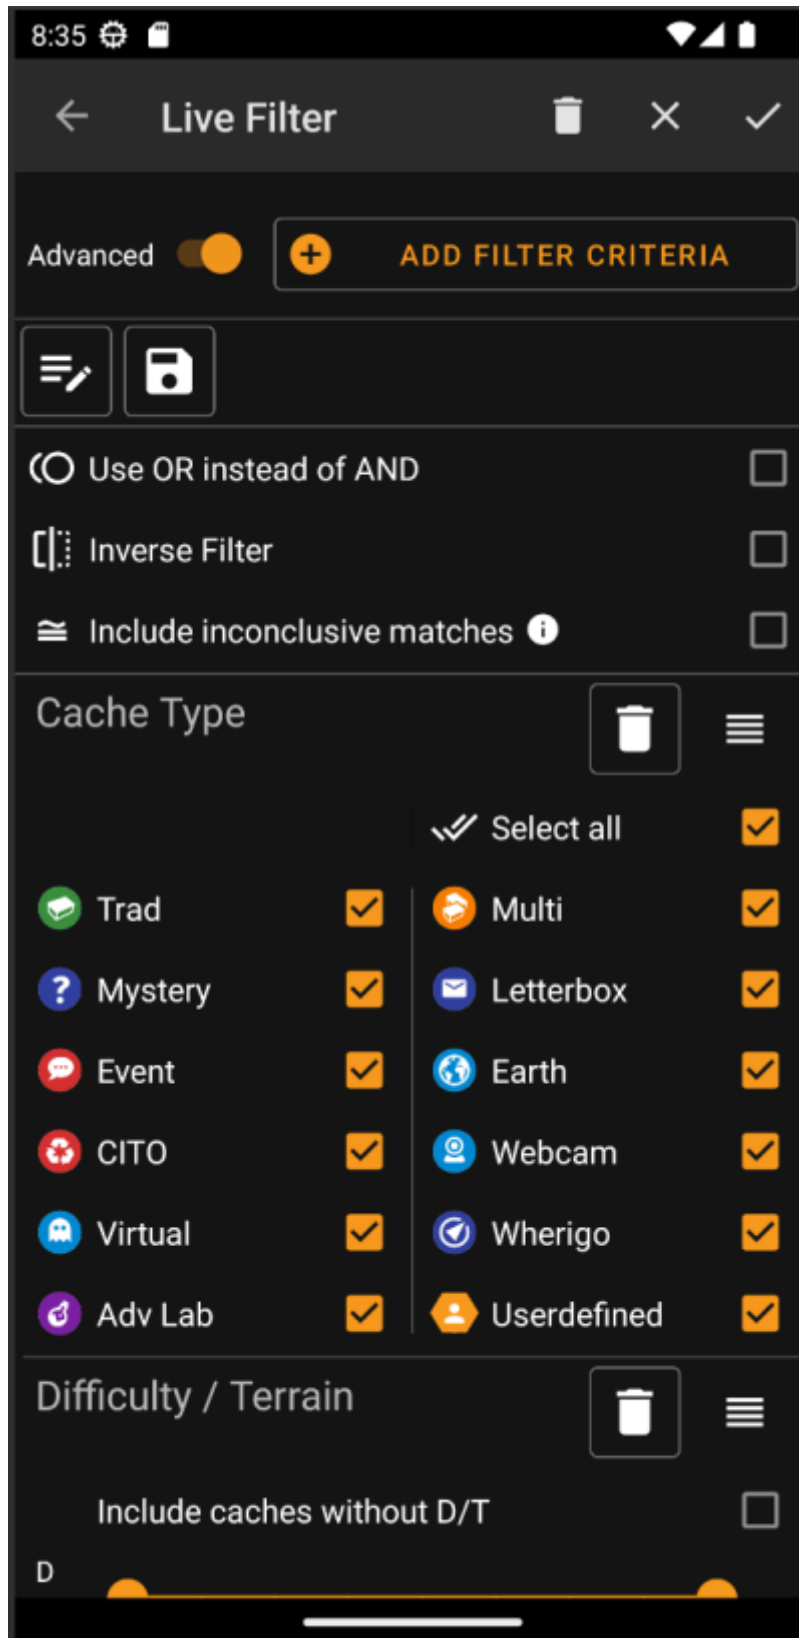 8:35
Live Filter
Advanced
ADD FILTER CRITERIA
Use OR instead of AND
Inverse Filter
Include inconclusive matches
Cache Type
Select all
Trad
Multi
Mystery
Letterbox
Event
Earth
CITO
Webcam
Virtual
Wherigo
Adv Lab
Userdefined
Difficulty / Terrain
Include caches without D/T
D